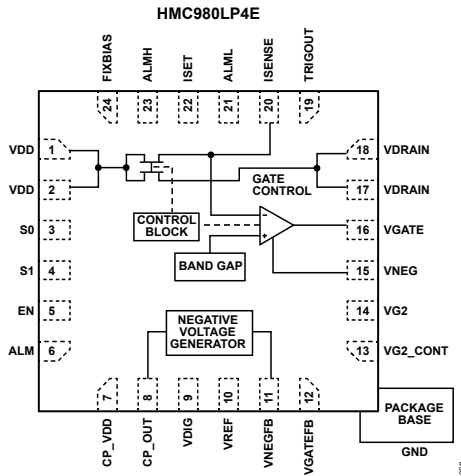 HMC980LP4E
FIXBIAS
ALMH
ISET
ALML
ISENSE
TRIGOUT
24
23
22
21
20
19
VDD 1
18 VDRAIN
VDD 2
17 VDRAIN
GATE
CONTROL
S0 3
CONTROL
BLOCK
–
+
16 VGATE
S1 4
BAND GAP
15 VNEG
EN 5
14 VG2
NEGATIVE
VOLTAGE
GENERATOR
ALM 6
13 VG2_CONT
7
8
9
10
11
12
CP_VDD
CP_OUT
VDIG
VREF
VNEGFB
VGATEFB
PACKAGE
BASE
GND